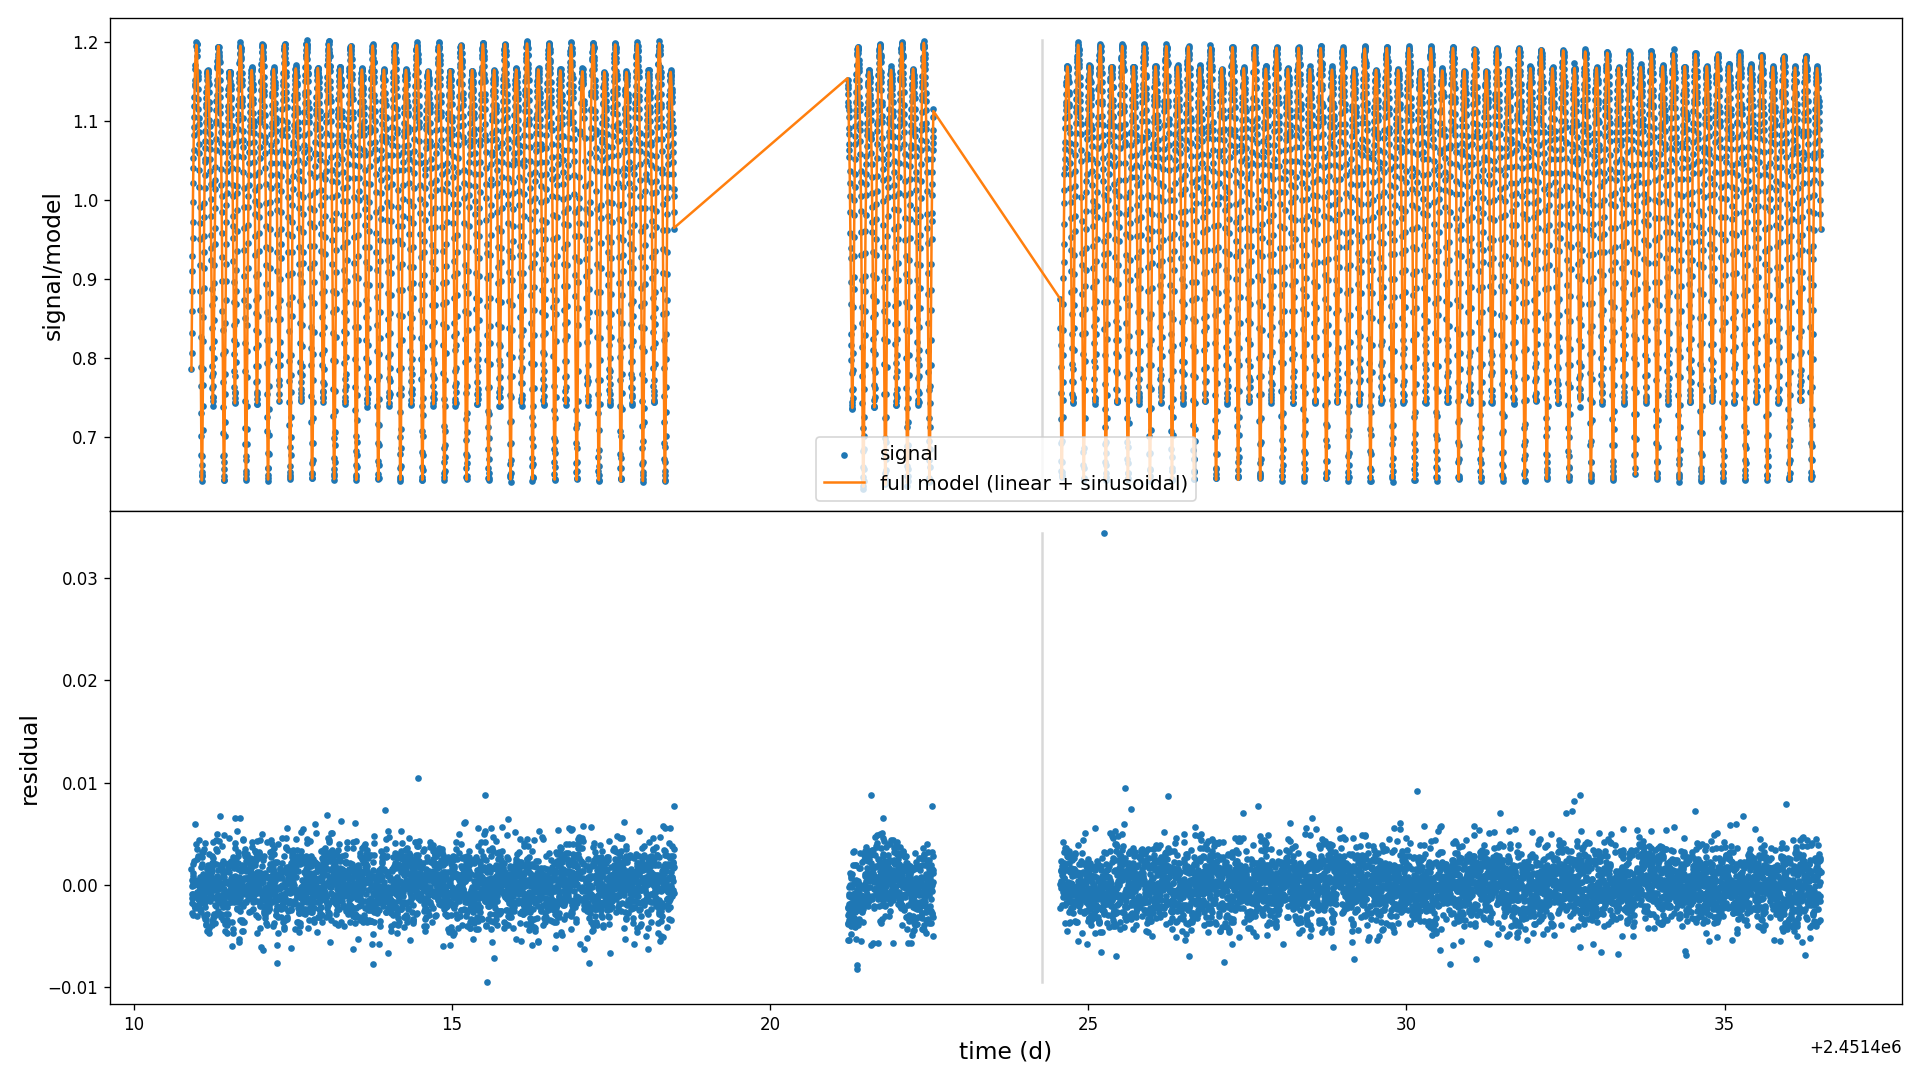 1.2
1.1
1.0
0.9
0.8
0.7
signal/model
signal
full model (linear + sinusoidal)
0.03
0.02
0.01
0.00
−0.01
residual
10
15
20
25
30
35
time (d)
+2.4514e6